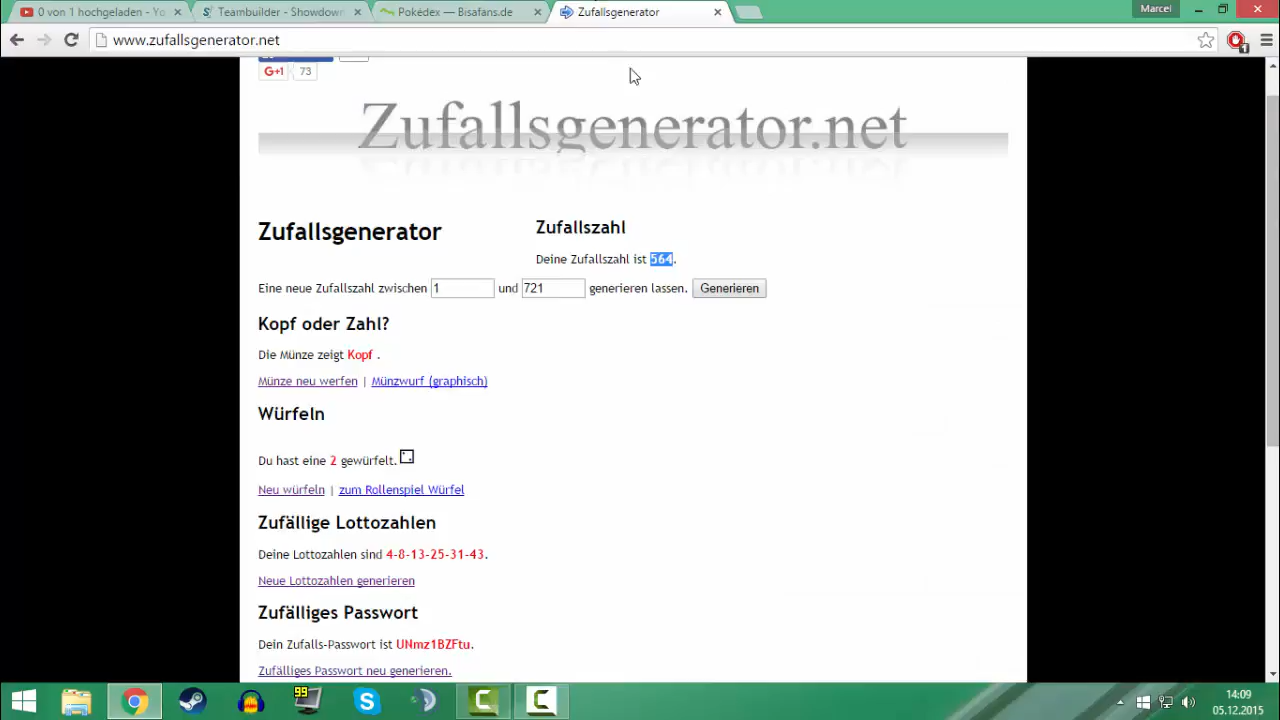 0 von 1 hochgeladen - Yo
Teambuilder - Showdown
Pokédex — Bisafans.de
Zufallsgenerator
Marcel
www.zufallsgenerator.net
G+1 73
Zufallsgenerator.net
Zufallsgenerator
Zufallszahl
Deine Zufallszahl ist 564.
Eine neue Zufallszahl zwischen 1 und 721 generieren lassen. Generieren
Kopf oder Zahl?
Die Münze zeigt Kopf .
Münze neu werfen | Münzwurf (graphisch)
Würfeln
Du hast eine 2 gewürfelt.
Neu würfeln | zum Rollenspiel Würfel
Zufällige Lottozahlen
Deine Lottozahlen sind 4-8-13-25-31-43.
Neue Lottozahlen generieren
Zufälliges Passwort
Dein Zufalls-Passwort ist UNmz1BZFtu.
Zufälliges Passwort neu generieren.
99
14:09
05.12.2015